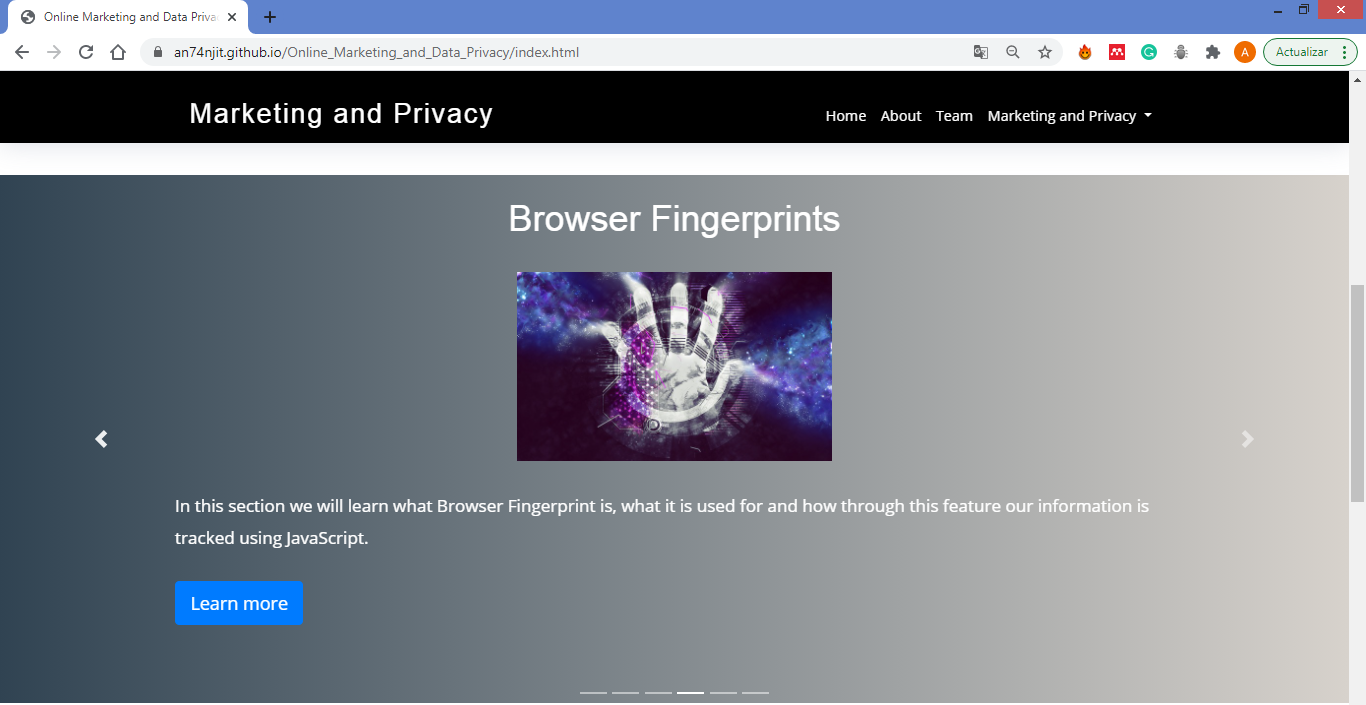 Online Marketing and Data Priva
an74njit.github.io/Online_Marketing_and_Data_Privacy/index.html
A
Actualizar
Marketing and Privacy
Home About Team Marketing and Privacy
Browser Fingerprints
In this section we will learn what Browser Fingerprint is, what it is used for and how through this feature our information is
tracked using JavaScript.
Learn more